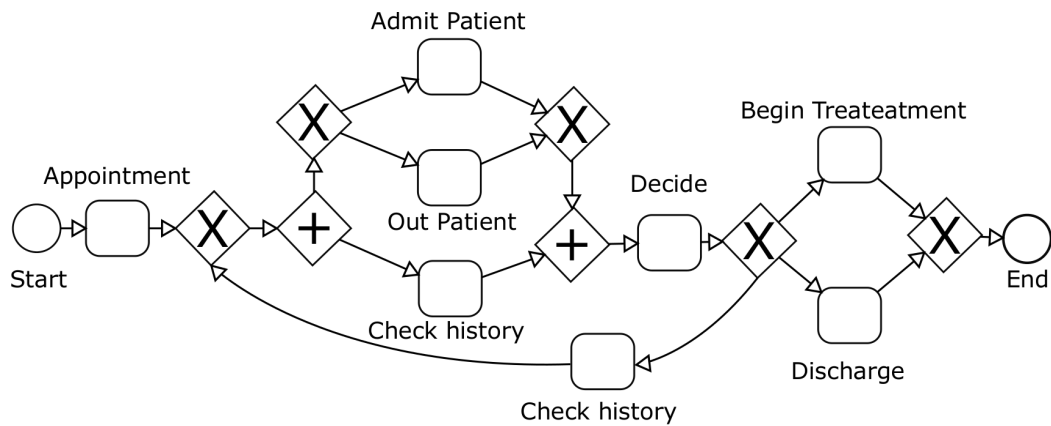 Admit Patient
Begin Treateatment
Appointment
Decide
Out Patient
Start
End
Check history
Discharge
Check history